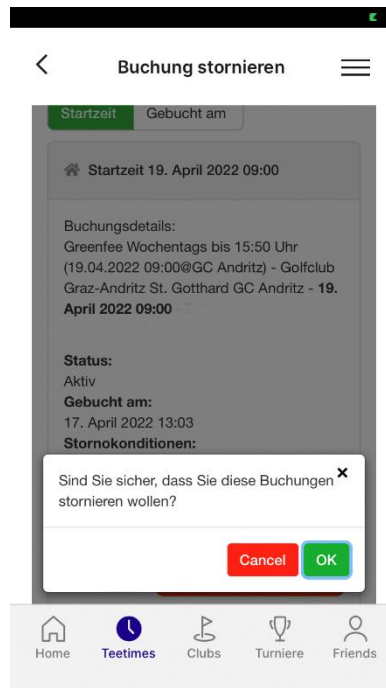 Buchung stornieren
Startzeit Gebucht am
Startzeit 19. April 2022 09:00
Buchungsdetails:
Greenfee Wochentags bis 15:50 Uhr
(19.04.2022 09:00@GC Andritz) - Golfclub
Graz-Andritz St. Gotthard GC Andritz - 19.
April 2022 09:00
Status:
Aktiv
Gebucht am:
17. April 2022 13:03
Stornokonditionen:
Sind Sie sicher, dass Sie diese Buchungen
stornieren wollen?
Cancel OK
Home Teetimes Clubs Turniere Friends